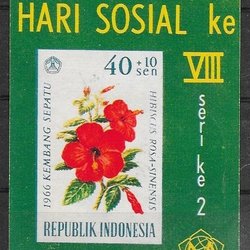 HARI SOSIAL ke
VIII
seri ke 2
40 + 10
sen
1966 KEMBANG SEPATU
HIBISCUS ROSA-SINENSIS
REPUBLIK INDONESIA